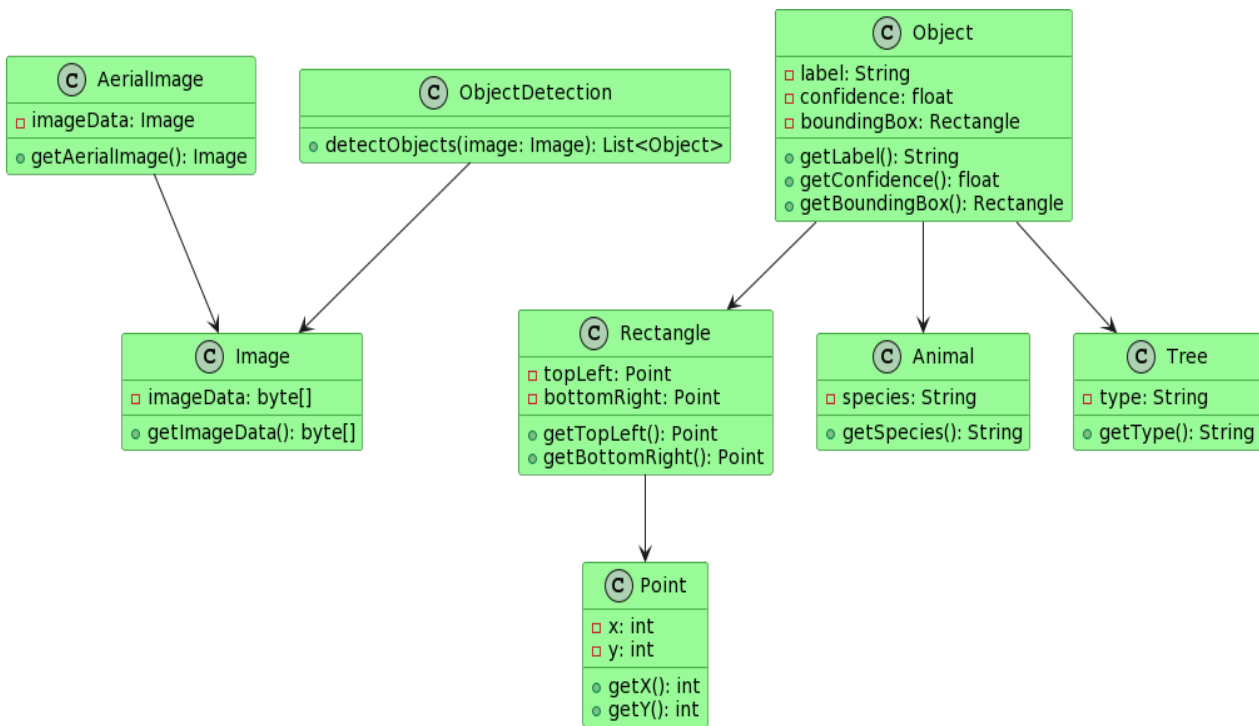 C AerialImage
imageData: Image
getAerialImage(): Image
C ObjectDetection
detectObjects(image: Image): List<Object>
C Object
label: String
confidence: float
boundingBox: Rectangle
getLabel(): String
getConfidence(): float
getBoundingBox(): Rectangle
C Image
imageData: byte[]
getImageData(): byte[]
C Rectangle
topLeft: Point
bottomRight: Point
getTopLeft(): Point
getBottomRight(): Point
C Animal
species: String
getSpecies(): String
C Tree
type: String
getType(): String
C Point
x: int
y: int
getX(): int
getY(): int